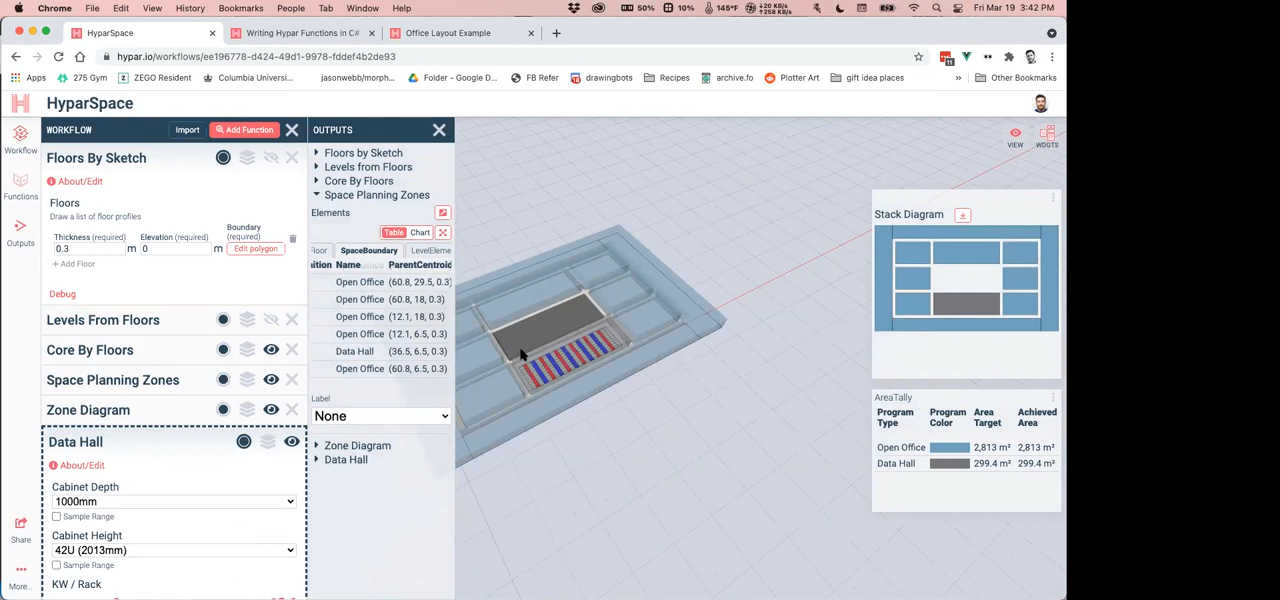 Chrome File Edit View History Bookmarks People Tab Window Help 50% 10% 145°F 20 KB/s 258 KB/s Fri Mar 19 3:42 PM
HyparSpace Writing Hypar Functions in C# Office Layout Example
hypar.io/workflows/ee196778-d424-49d1-9978-fddef4b2de93
Apps 275 Gym ZEGO Resident Columbia Univers... jasonwebb/morph... Folder - Google D... FB Refer drawingbots Recipes archive.fo Plotter Art gift idea places » Other Bookmarks
HyparSpace
Workflow
Functions
Outputs
Share
More...
WORKFLOW Import Add Function
Floors By Sketch
About/Edit
Floors
Draw a list of floor profiles
Thickness (required) Elevation (required) Boundary (required)
0.3 m 0 m Edit polygon
+ Add Floor
Debug
Levels From Floors
Core By Floors
Space Planning Zones
Zone Diagram
Data Hall
About/Edit
Cabinet Depth
1000mm
Sample Range
Cabinet Height
42U (2013mm)
Sample Range
KW / Rack
OUTPUTS
Floors by Sketch
Levels from Floors
Core By Floors
Space Planning Zones
Elements
Table Chart
Floor SpaceBoundary LevelEleme
ition Name ParentCentroid
Open Office (60.8, 29.5, 0.3)
Open Office (60.8, 18, 0.3)
Open Office (12.1, 18, 0.3)
Open Office (12.1, 6.5, 0.3)
Data Hall (36.5, 6.5, 0.3)
Open Office (60.8, 6.5, 0.3)
Label
None
Zone Diagram
Data Hall
VIEW WDGTS
Stack Diagram
AreaTally
Program Type Program Color Area Target Achieved Area
Open Office 2,813 m² 2,813 m²
Data Hall 299.4 m² 299.4 m²